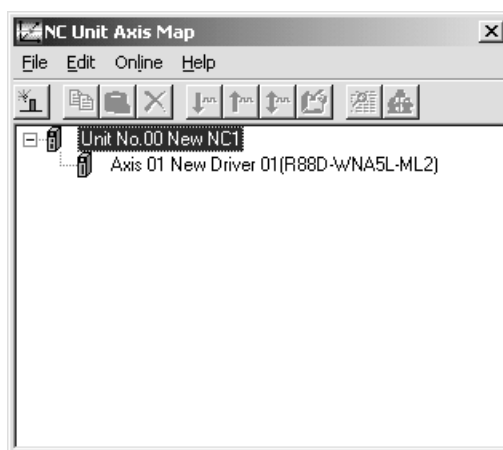 NC Unit Axis Map
File Edit Online Help
Unit No.00 New NC1
Axis 01 New Driver 01(R88D-WNA5L-ML2)